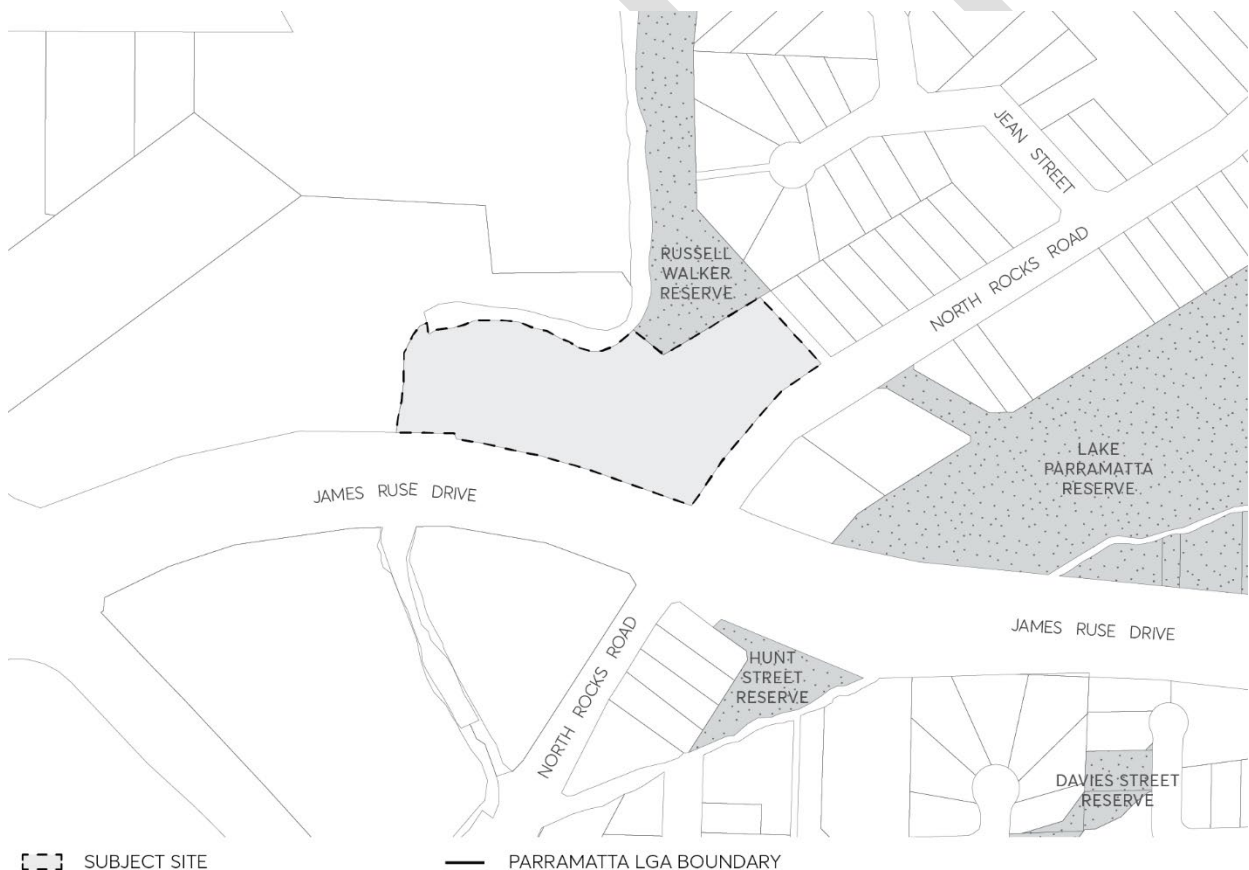 JEAN STREET
RUSSELL
WALKER
RESERVE
NORTH ROCKS ROAD
LAKE
PARRAMATTA
RESERVE
JAMES RUSE DRIVE
JAMES RUSE DRIVE
NORTH ROCKS ROAD
HUNT
STREET
RESERVE
DAVIES STREET
RESERVE
SUBJECT SITE
PARRAMATTA LGA BOUNDARY